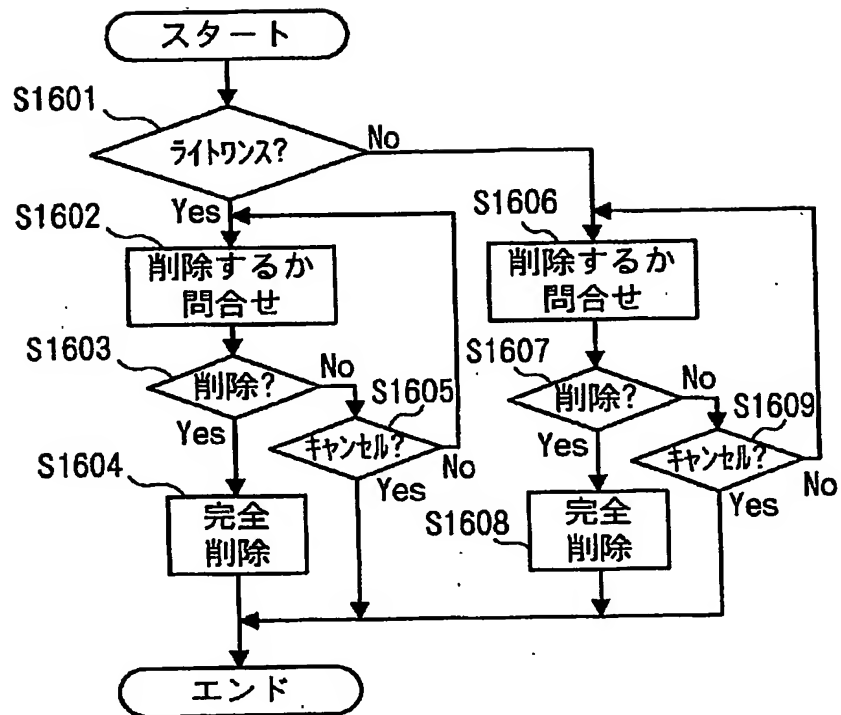 スタート
S1601
ライトワンス?
No
Yes
S1602
削除するか
問合せ
S1603
削除?
No
Yes
S1605
キャンセル?
No
Yes
S1604
完全
削除
S1606
削除するか
問合せ
S1607
削除?
No
Yes
S1609
キャンセル?
No
Yes
S1608
完全
削除
エンド